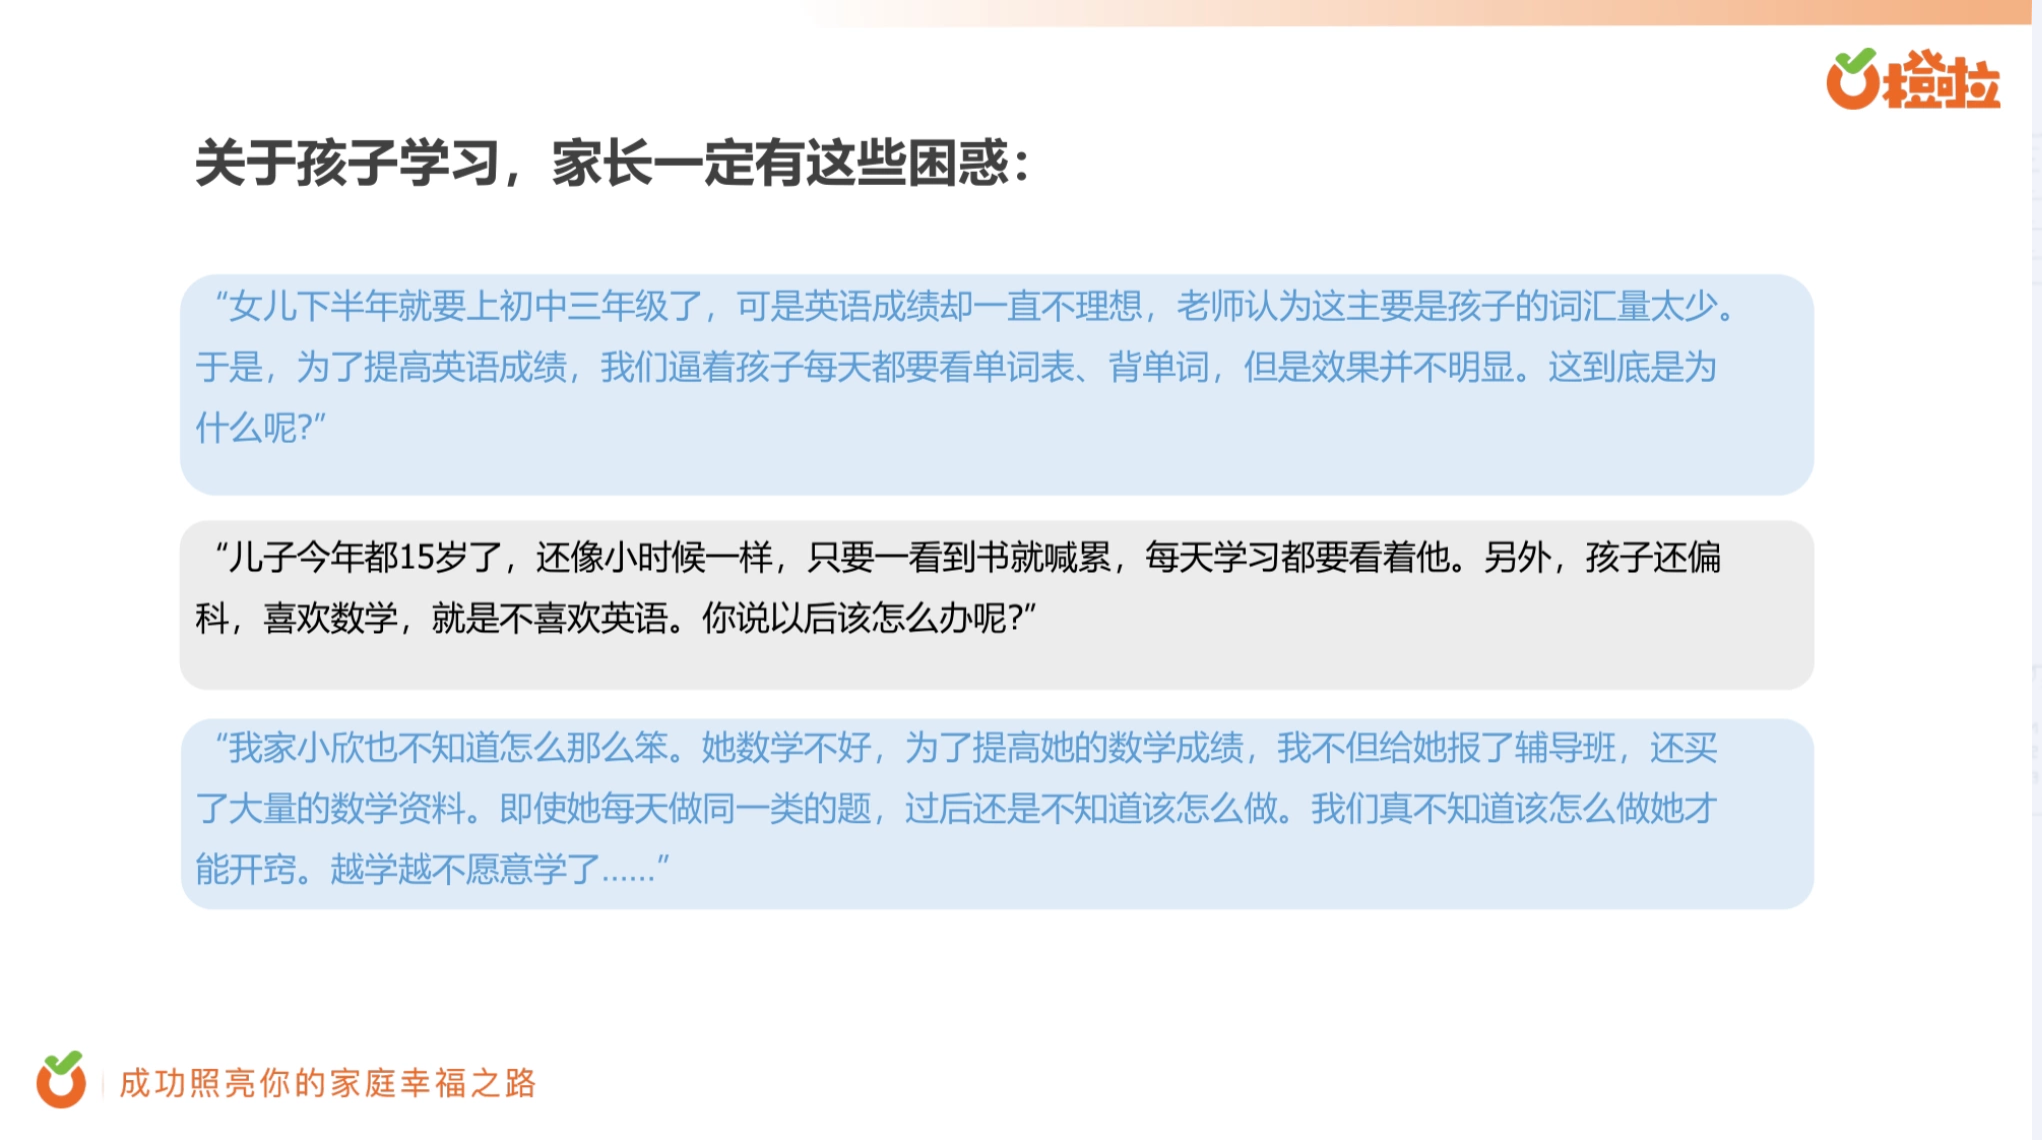 橙啦
关于孩子学习，家长一定有这些困惑：
“女儿下半年就要上初中三年级了，可是英语成绩却一直不理想，老师认为这主要是孩子的词汇量太少。
于是，为了提高英语成绩，我们逼着孩子每天都要看单词表、背单词，但是效果并不明显。这到底是为
什么呢?”
“儿子今年都15岁了，还像小时候一样，只要一看到书就喊累，每天学习都要看着他。另外，孩子还偏
科，喜欢数学，就是不喜欢英语。你说以后该怎么办呢?”
“我家小欣也不知道怎么那么笨。她数学不好，为了提高她的数学成绩，我不但给她报了辅导班，还买
了大量的数学资料。即使她每天做同一类的题，过后还是不知道该怎么做。我们真不知道该怎么做她才
能开窍。越学越不愿意学了......”
成功照亮你的家庭幸福之路